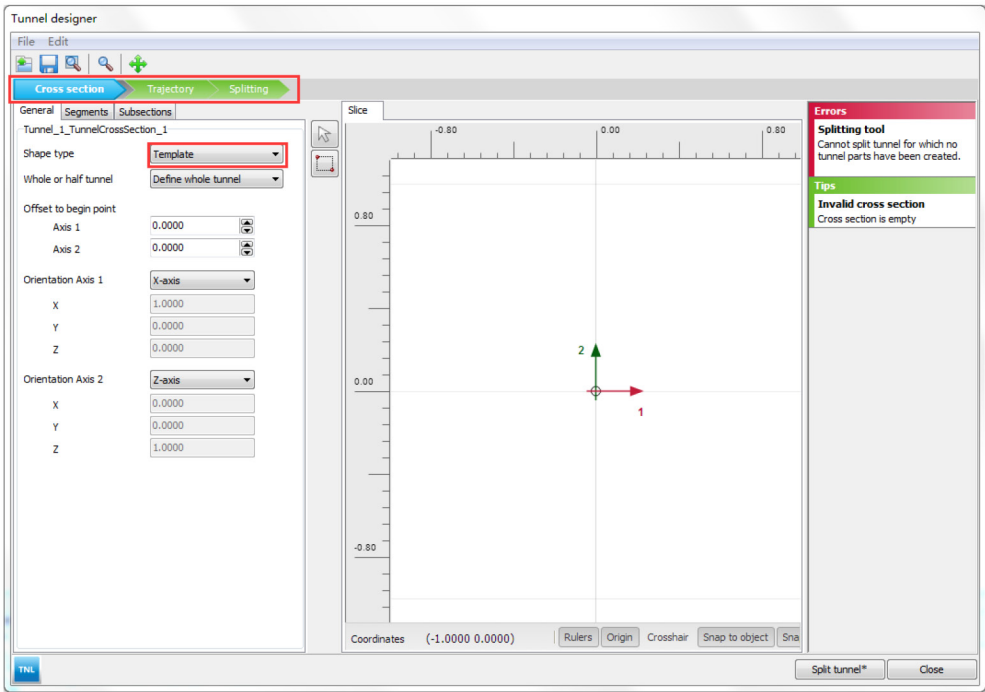 Tunnel designer
File Edit
Cross section Trajectory Splitting
General Segments Subsections
Tunnel_1_TunnelCrossSection_1
Shape type Template
Whole or half tunnel Define whole tunnel
Offset to begin point
Axis 1 0.0000
Axis 2 0.0000
Orientation Axis 1 X-axis
X 1.0000
Y 0.0000
Z 0.0000
Orientation Axis 2 Z-axis
X 0.0000
Y 0.0000
Z 1.0000
Slice
-0.80 0.00 0.80
0.80
0.00
-0.80
2
1
Coordinates (-1.0000 0.0000) Rulers Origin Crosshair Snap to object Sna
Errors
Splitting tool
Cannot split tunnel for which no
tunnel parts have been created.
Tips
Invalid cross section
Cross section is empty
TNL
Split tunnel* Close